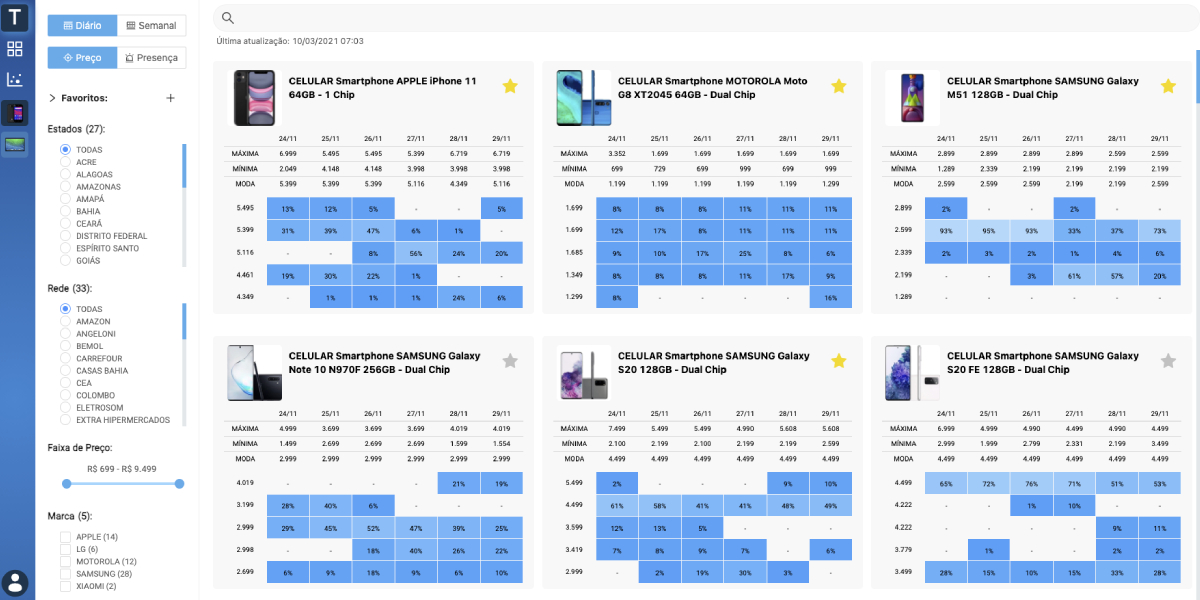 T
Diário
Semanal
Preço
Presença
Favoritos:
+
Estados (27):
TODAS
ACRE
ALAGOAS
AMAZONAS
AMAPÁ
BAHIA
CEARÁ
DISTRITO FEDERAL
ESPÍRITO SANTO
GOIÁS
Rede (33):
TODAS
AMAZON
ANGELONI
BEMOL
CARREFOUR
CASAS BAHIA
CEA
COLOMBO
ELETROSOM
EXTRA HIPERMERCADOS
Faixa de Preço:
R$ 699 - R$ 9.499
Marca (5):
APPLE (14)
LG (6)
MOTOROLA (12)
SAMSUNG (28)
XIAOMI (2)
Última atualização: 10/03/2021 07:03
CELULAR Smartphone APPLE iPhone 11
64GB - 1 Chip
24/11 25/11 26/11 27/11 28/11 29/11
MÁXIMA 6.999 5.495 5.495 5.399 6.719 6.719
MÍNIMA 2.049 4.148 4.148 3.998 3.998 3.998
MODA 5.399 5.399 5.399 5.116 4.349 5.116
5.495 13% 12% 5% - - 5%
5.399 31% 39% 47% 6% 1% -
5.116 - - 8% 56% 24% 20%
4.461 19% 30% 22% 1% - -
4.349 - 1% 1% 1% 24% 6%
CELULAR Smartphone MOTOROLA Moto
G8 XT2045 64GB - Dual Chip
24/11 25/11 26/11 27/11 28/11 29/11
MÁXIMA 3.352 1.699 1.699 1.699 1.699 1.699
MÍNIMA 699 729 699 999 699 999
MODA 1.199 1.199 1.199 1.199 1.199 1.299
1.699 8% 8% 8% 11% 11% 11%
1.699 12% 17% 8% 11% 11% 11%
1.685 9% 10% 17% 25% 8% 6%
1.349 8% 8% 8% 11% 17% 9%
1.299 8% - - - - 16%
CELULAR Smartphone SAMSUNG Galaxy
M51 128GB - Dual Chip
24/11 25/11 26/11 27/11 28/11 29/11
MÁXIMA 2.899 2.899 2.899 2.899 2.599 2.599
MÍNIMA 1.289 2.339 2.199 2.199 2.199 2.199
MODA 2.599 2.599 2.599 2.199 2.199 2.599
2.899 2% - - 2% - -
2.599 93% 95% 93% 33% 37% 73%
2.339 2% 3% 2% 1% 4% 6%
2.199 - - 3% 61% 57% 20%
1.289 - - - - - -
CELULAR Smartphone SAMSUNG Galaxy
Note 10 N970F 256GB - Dual Chip
24/11 25/11 26/11 27/11 28/11 29/11
MÁXIMA 4.999 3.699 3.699 3.699 4.019 4.019
MÍNIMA 1.499 2.699 2.699 2.699 1.599 1.554
MODA 2.999 2.999 2.999 2.999 2.999 2.999
4.019 - - - - 21% 19%
3.199 28% 40% 6% - - -
2.999 29% 45% 52% 47% 39% 25%
2.998 - - 18% 40% 26% 22%
2.699 6% 9% 18% 9% 6% 10%
CELULAR Smartphone SAMSUNG Galaxy
S20 128GB - Dual Chip
24/11 25/11 26/11 27/11 28/11 29/11
MÁXIMA 7.499 5.499 5.499 4.990 5.608 5.608
MÍNIMA 2.100 2.199 2.100 2.199 2.199 2.599
MODA 4.499 4.499 4.499 4.499 4.499 4.499
5.499 2% - - - 9% 10%
4.499 61% 58% 41% 41% 48% 49%
3.599 12% 13% 5% - - -
3.419 7% 8% 9% 7% - 6%
2.999 - 2% 19% 30% 3% -
CELULAR Smartphone SAMSUNG Galaxy
S20 FE 128GB - Dual Chip
24/11 25/11 26/11 27/11 28/11 29/11
MÁXIMA 6.999 4.999 4.990 4.499 4.990 4.499
MÍNIMA 2.999 1.999 2.799 2.331 2.199 3.499
MODA 4.499 4.499 4.499 4.499 4.499 4.499
4.499 65% 72% 76% 71% 51% 53%
4.222 - - 1% 10% - -
4.222 - - - - 9% 11%
3.779 - 1% - - 2% 2%
3.499 28% 15% 10% 15% 33% 28%